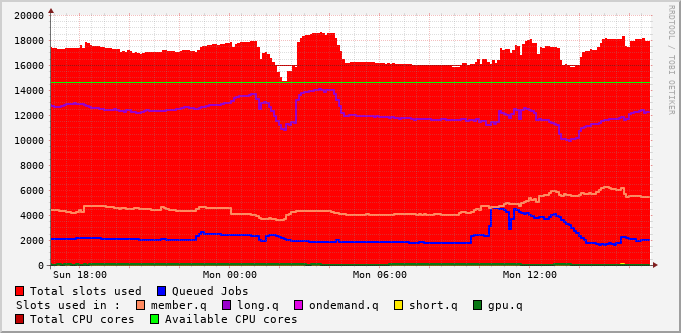 20000
18000
16000
14000
12000
10000
8000
6000
4000
2000
0
Sun 18:00 Mon 00:00 Mon 06:00 Mon 12:00
Total slots used Queued Jobs
Slots used in : member.q long.q ondemand.q short.q gpu.q
Total CPU cores Available CPU cores
RRDTOOL / TOBI OETIKER